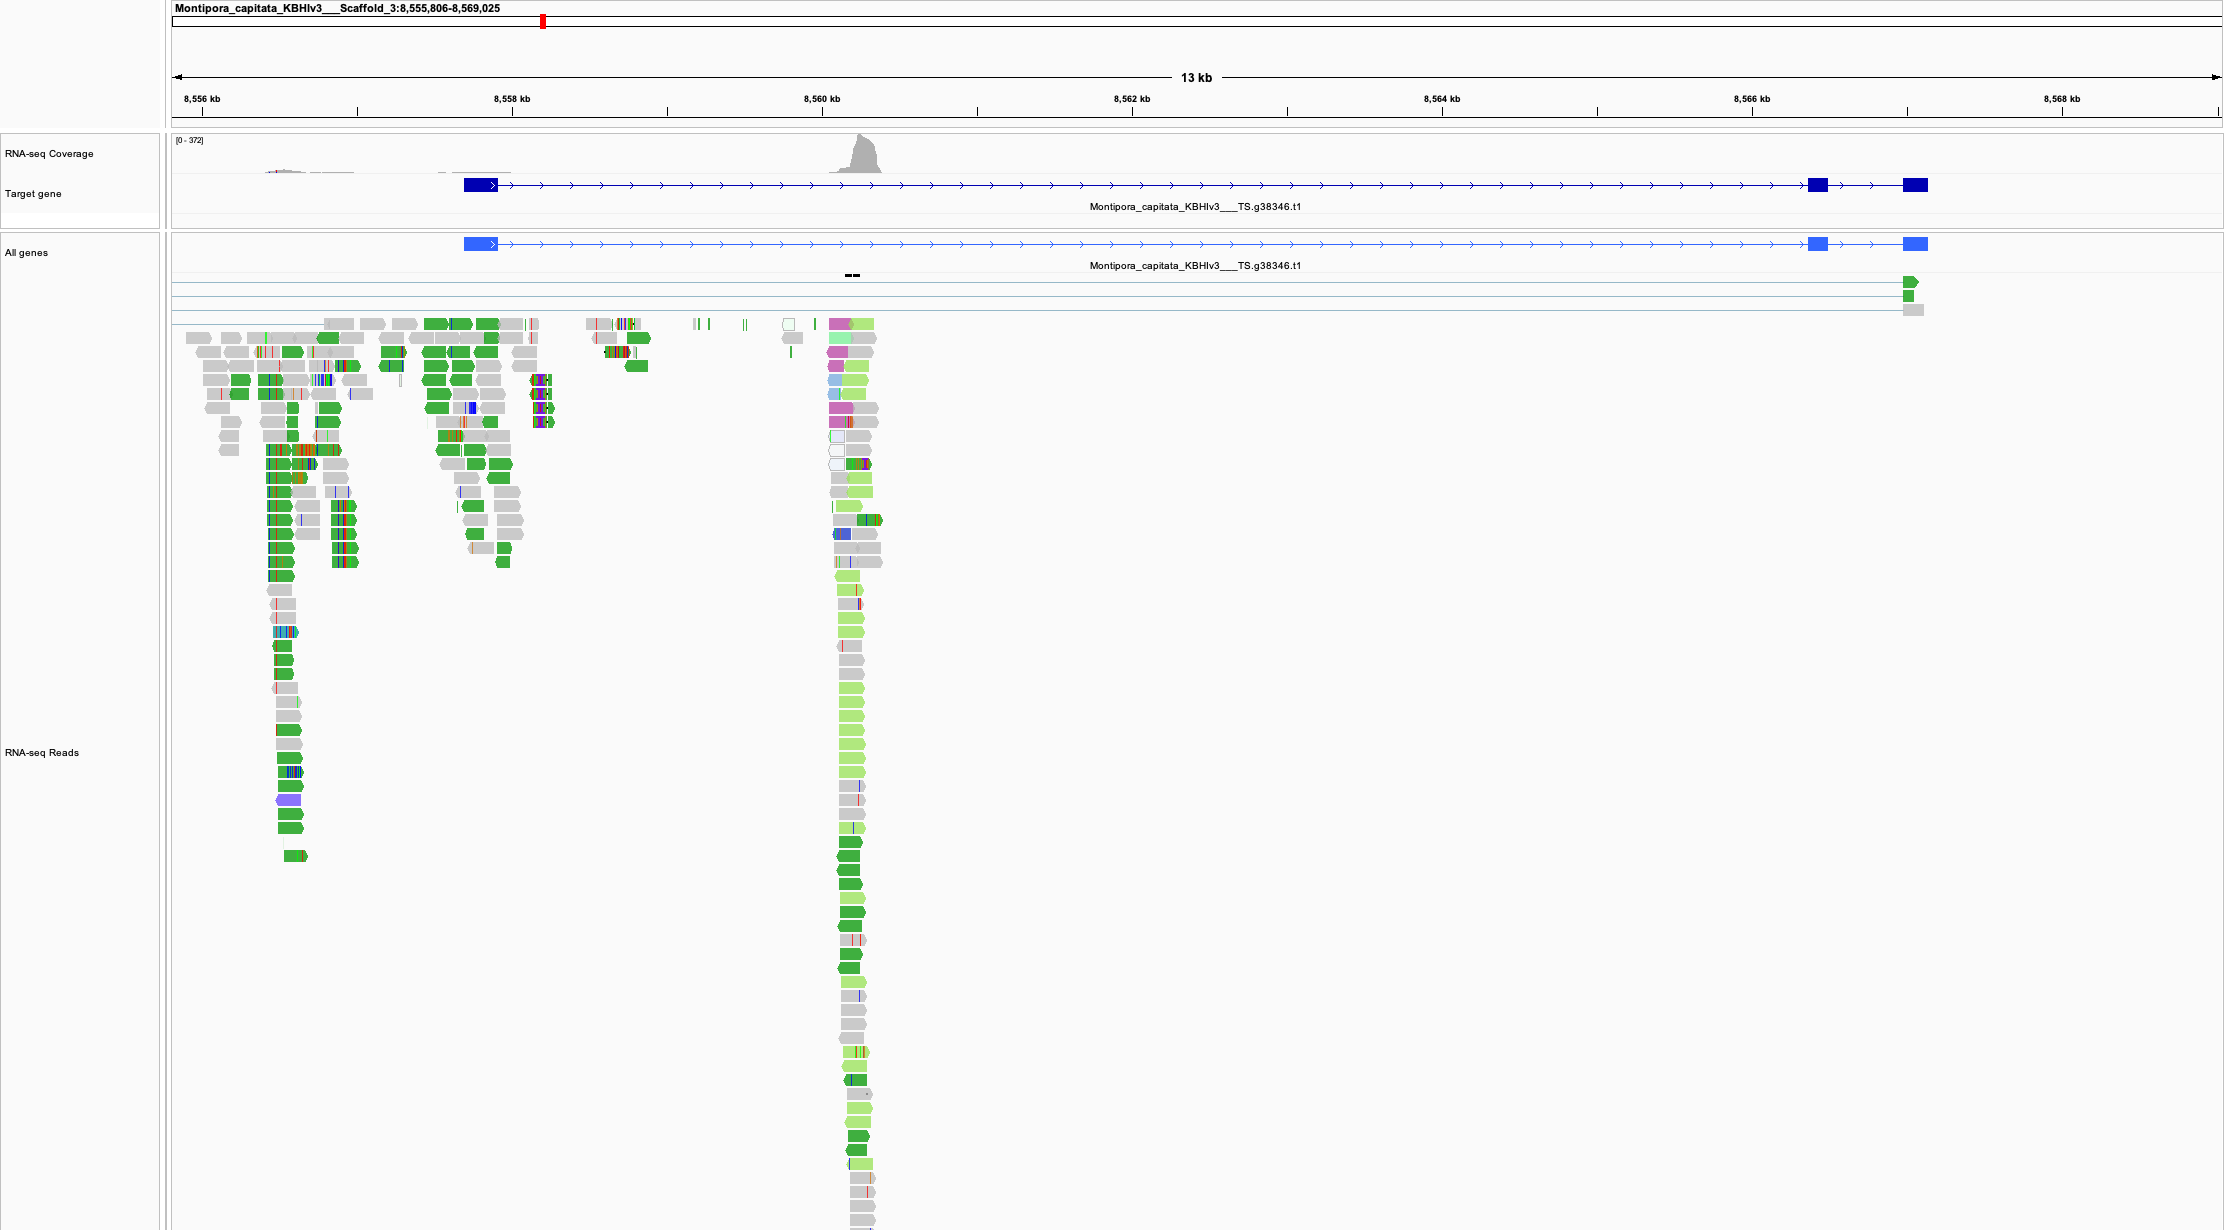 Montipora_capitata_KBHIv3___Scaffold_3:8,555,806-8,569,025
13 kb
8,556 kb 8,558 kb 8,560 kb 8,562 kb 8,564 kb 8,566 kb 8,568 kb
[0 - 372]
RNA-seq Coverage
Target gene
Montipora_capitata_KBHIv3___TS.g38346.t1
All genes
Montipora_capitata_KBHIv3___TS.g38346.t1
RNA-seq Reads